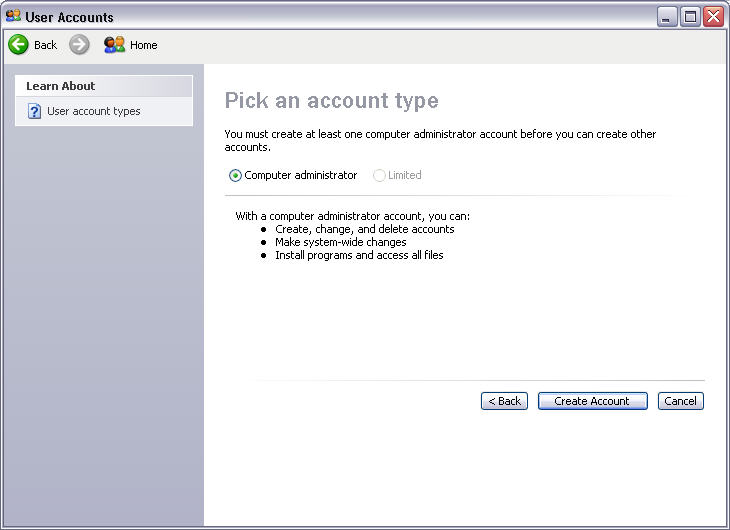 User Accounts
Back Home
Learn About
? User account types
Pick an account type
You must create at least one computer administrator account before you can create other
accounts.
Computer administrator Limited
With a computer administrator account, you can:
• Create, change, and delete accounts
• Make system-wide changes
• Install programs and access all files
< Back Create Account Cancel